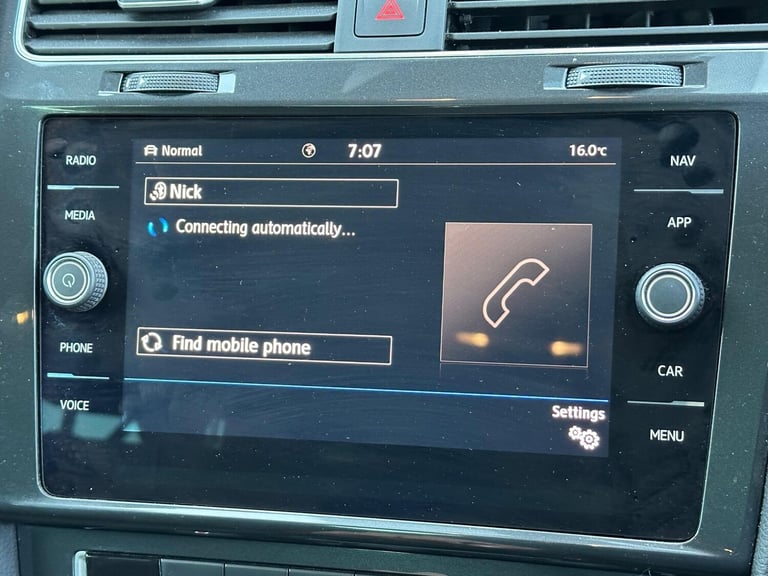 Normal 7:07 16.0°C
RADIO
NAV
Nick
MEDIA
APP
Connecting automatically...
PHONE
Find mobile phone
CAR
VOICE
Settings
MENU